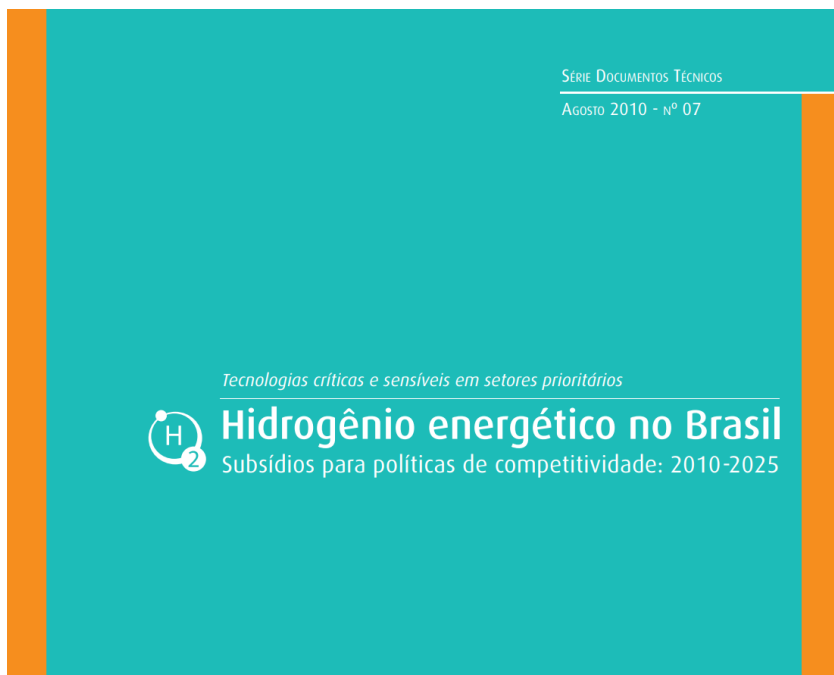 Série Documentos Técnicos
Agosto 2010 - nº 07
Tecnologias críticas e sensíveis em setores prioritários
H
2
Hidrogênio energético no Brasil
Subsídios para políticas de competitividade: 2010-2025